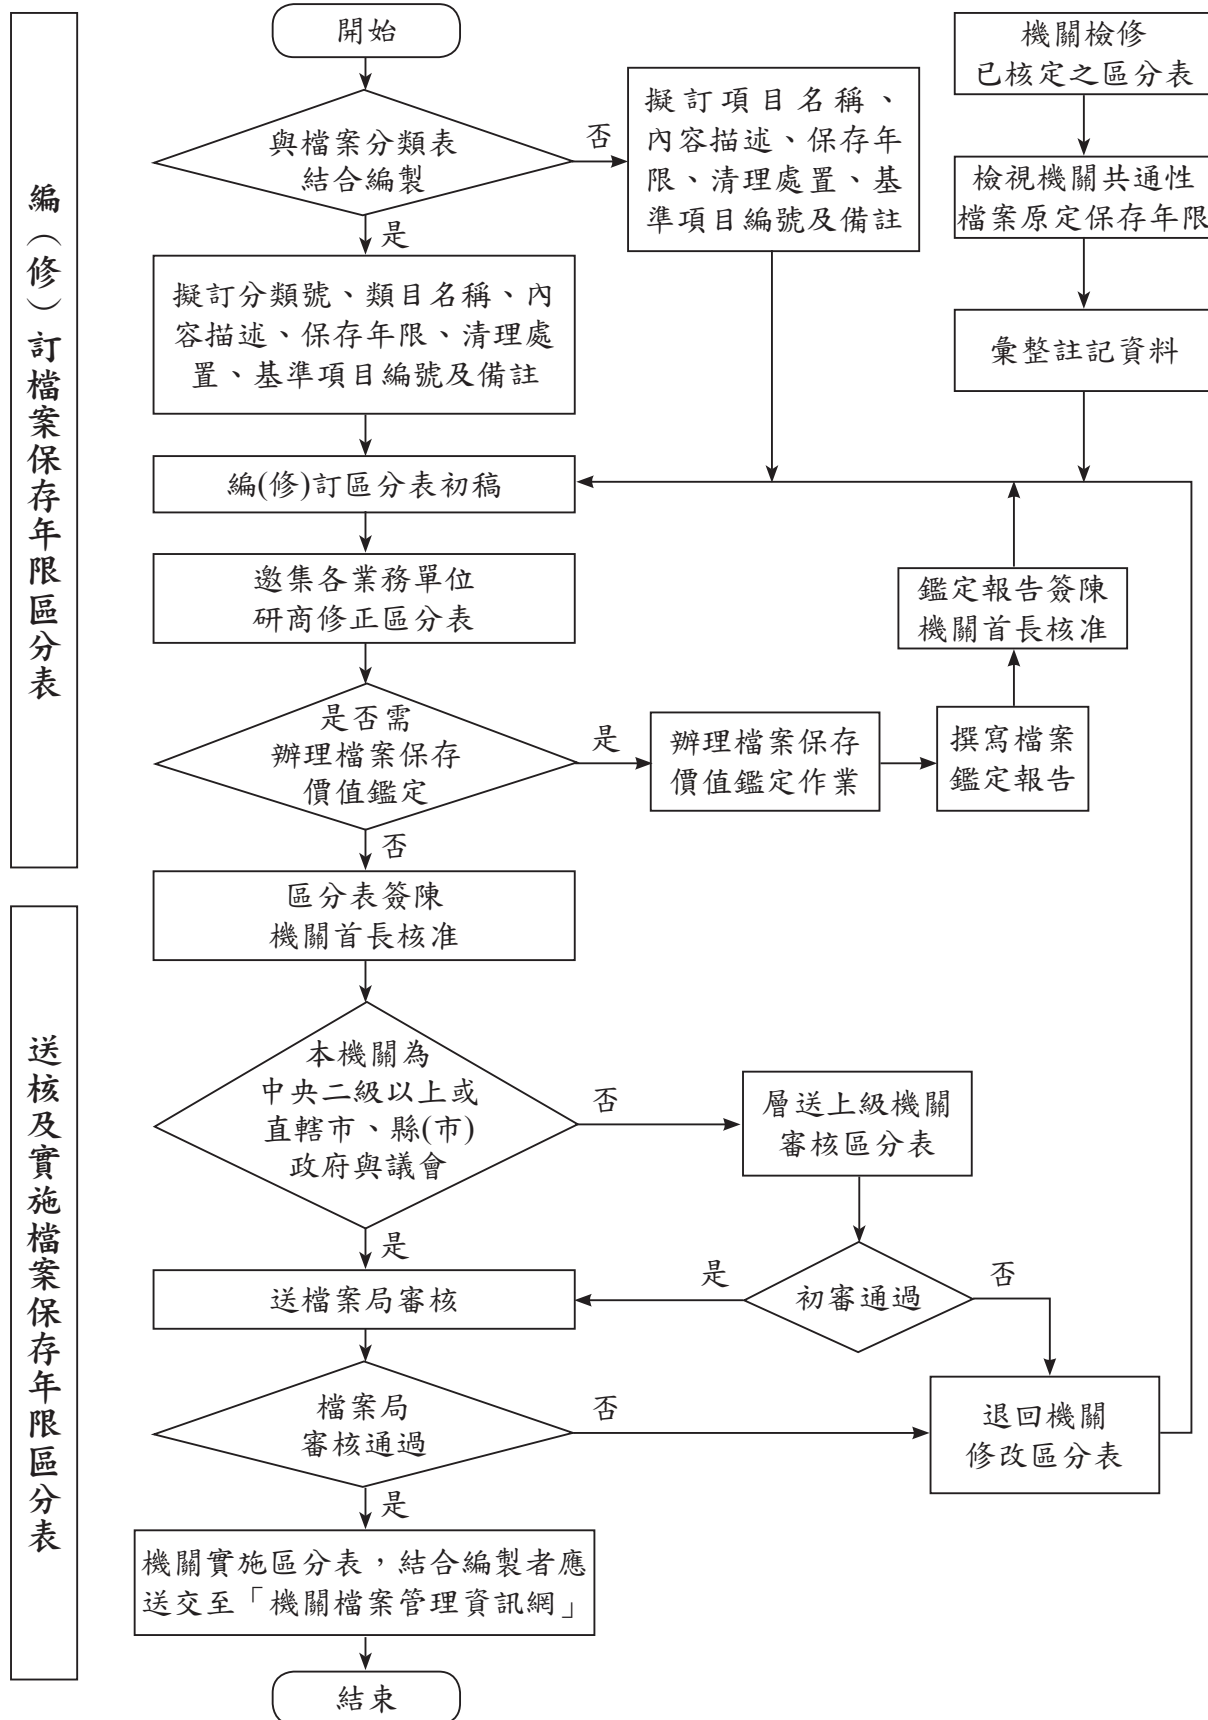 編（修）訂檔案保存年限區分表
開始
與檔案分類表
結合編製
否
擬訂項目名稱、
內容描述、保存年
限、清理處置、基
準項目編號及備註
機關檢修
已核定之區分表
檢視機關共通性
檔案原定保存年限
彙整註記資料
是
擬訂分類號、類目名稱、內
容描述、保存年限、清理處
置、基準項目編號及備註
編(修)訂區分表初稿
邀集各業務單位
研商修正區分表
是否需
辦理檔案保存
價值鑑定
是
辦理檔案保存
價值鑑定作業
撰寫檔案
鑑定報告
鑑定報告簽陳
機關首長核准
否
區分表簽陳
機關首長核准
送核及實施檔案保存年限區分表
本機關為
中央二級以上或
直轄市、縣(市)
政府與議會
否
層送上級機關
審核區分表
是
送檔案局審核
是
初審通過
否
檔案局
審核通過
否
退回機關
修改區分表
是
機關實施區分表，結合編製者應
送交至「機關檔案管理資訊網」
結束